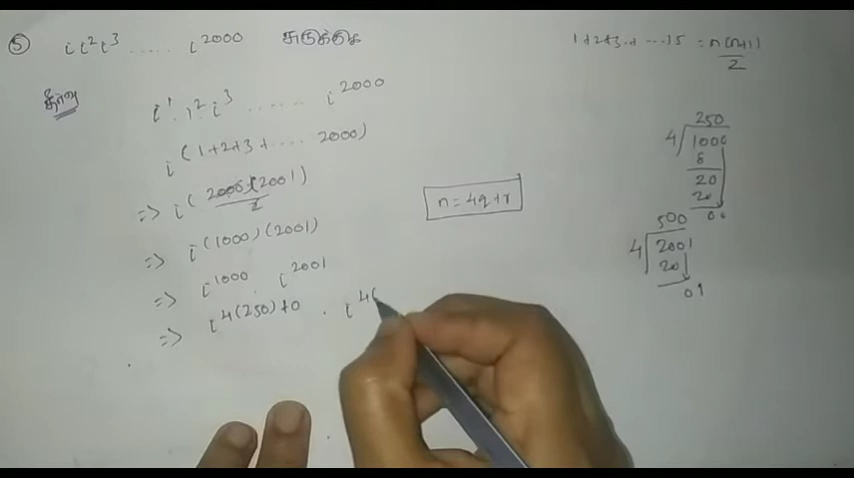 ⑤ i i² i³ ..... i²⁰⁰⁰ சுருக்குக
1+2+3+....15 = n(n+1)/2
தீர்வு
i¹ . i² . i³ ...... i²⁰⁰⁰
i^(1+2+3+.... 2000)
=> i^(2000(2001)/2)
=> i^(1000)(2001)
=> i¹⁰⁰⁰ . i²⁰⁰¹
=> i^4(250)+0 . i^4(
n = 4q+r
250
4 1000
8
20
20
00
500
4 2001
20
01